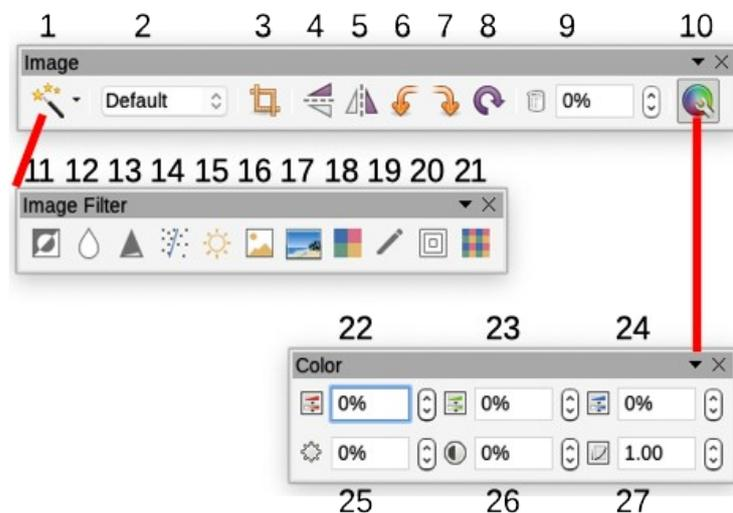 1 2 3 4 5 6 7 8 9 10
Image
Default 0%
11 12 13 14 15 16 17 18 19 20 21
Image Filter
22 23 24
Color
0% 0% 0%
0% 0% 1.00
25 26 27